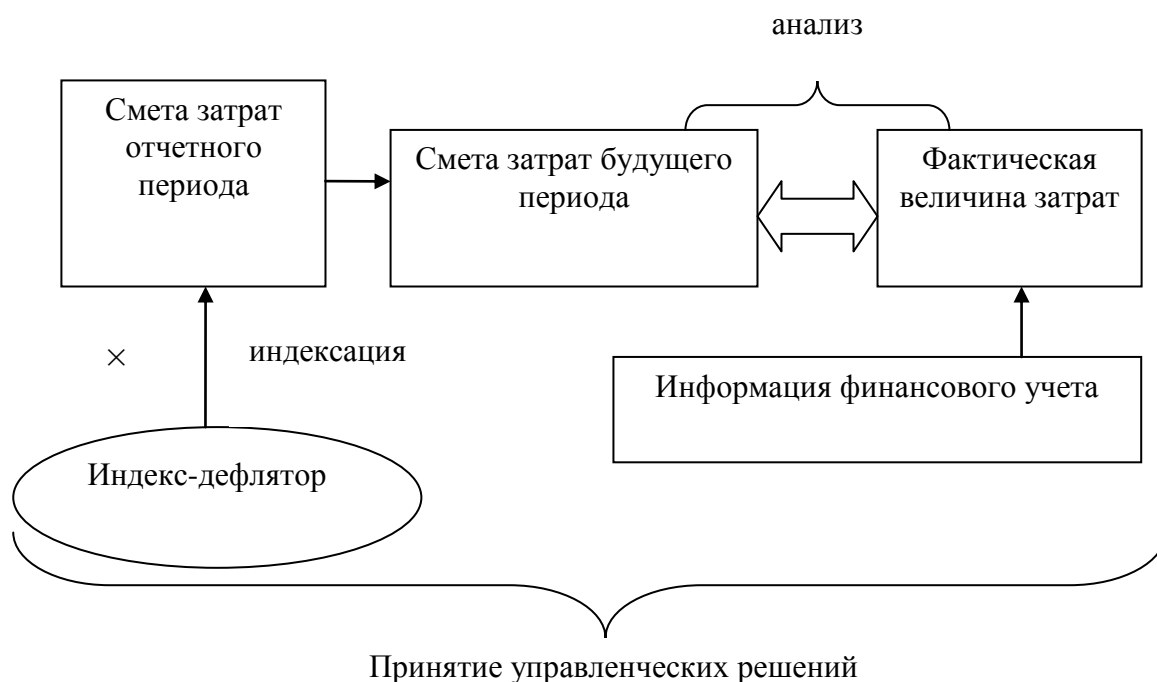 анализ
Смета затрат
отчетного
периода
Смета затрат будущего
периода
Фактическая
величина затрат
×
индексация
Информация финансового учета
Индекс-дефлятор
Принятие управленческих решений